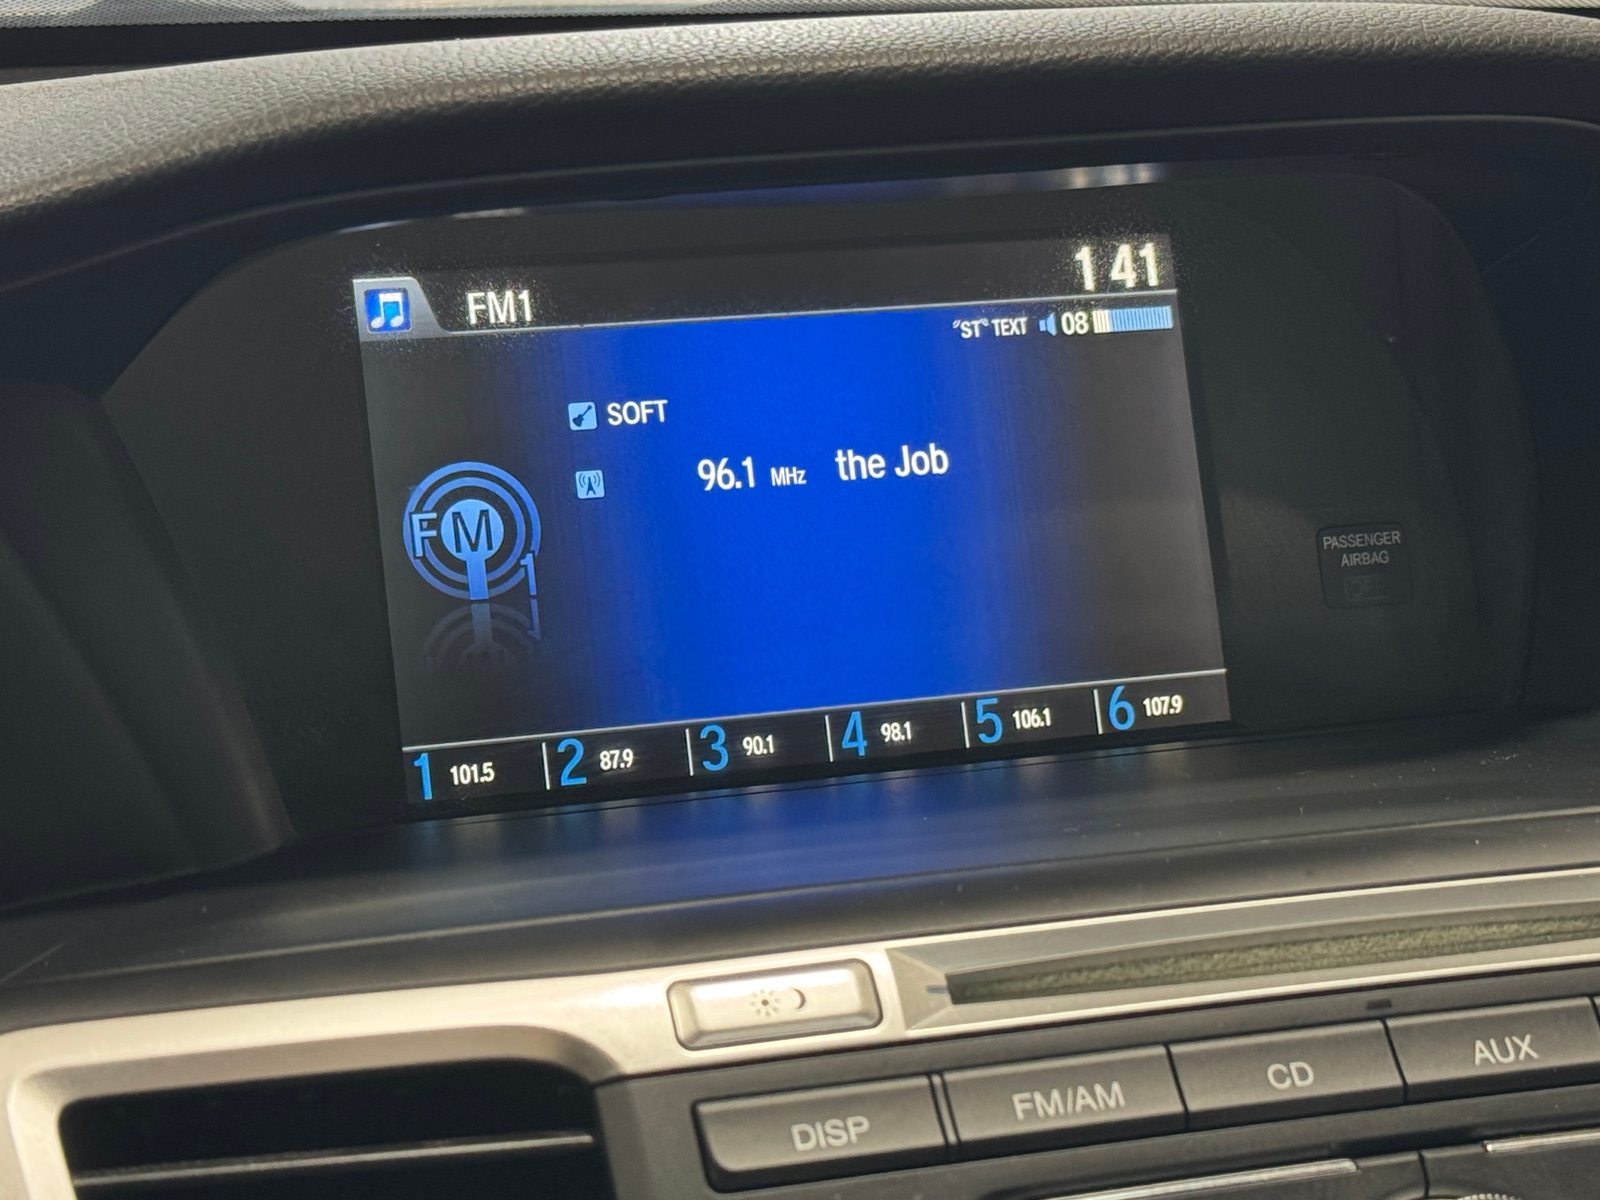 FM1
1 41
"ST" TEXT 08
SOFT
96.1 MHz the Job
FM 1
1 101.5 2 87.9 3 90.1 4 98.1 5 106.1 6 107.9
PASSENGER
AIRBAG
DISP FM/AM CD AUX